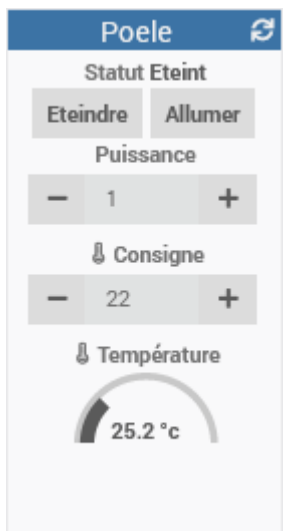 Poele
Statut Eteint
Eteindre Allumer
Puissance
− 1 +
Consigne
− 22 +
Température
25.2 °c